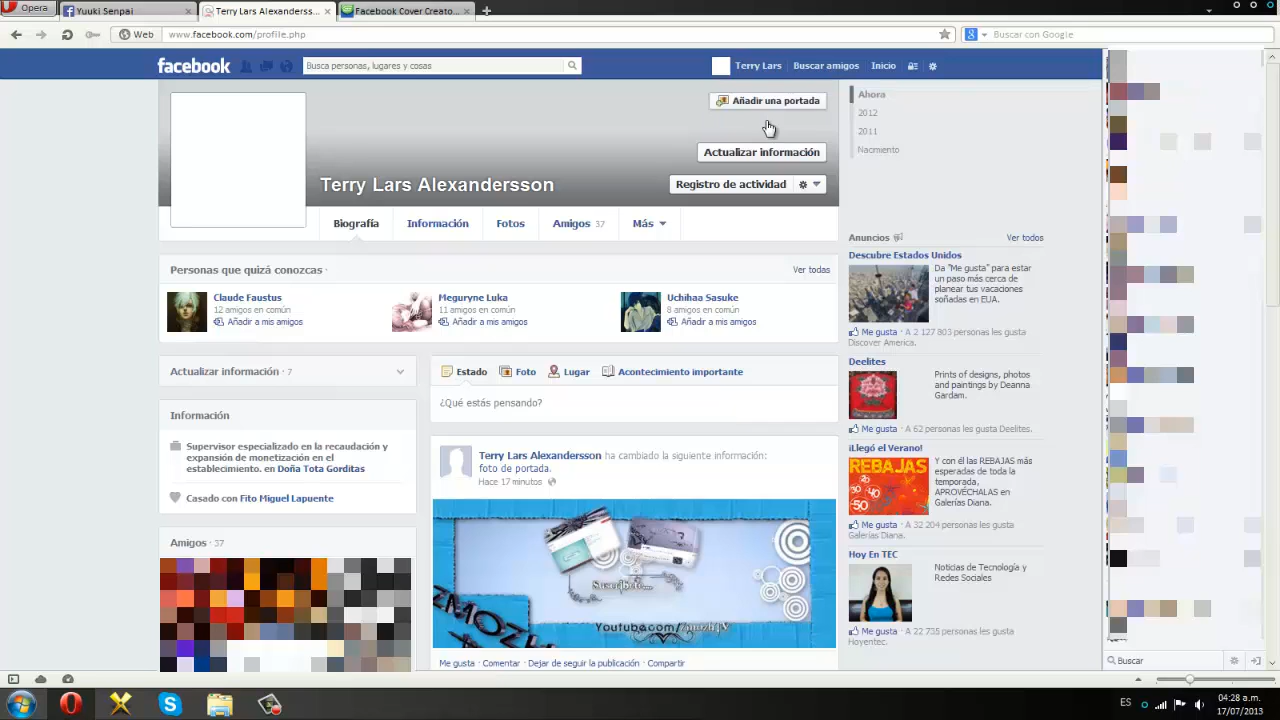 Opera
Yuuki Senpai
Terry Lars Alexanderss...
Facebook Cover Creato...
Web
www.facebook.com/profile.php
Buscar con Google
facebook
Busca personas, lugares y cosas
Terry Lars
Buscar amigos
Inicio
Añadir una portada
Actualizar información
Terry Lars Alexandersson
Registro de actividad
Biografía
Información
Fotos
Amigos 37
Más
Ahora
2012
2011
Nacmiento
Personas que quizá conozcas ·
Ver todas
Claude Faustus
12 amigos en común
Añadir a mis amigos
Meguryne Luka
11 amigos en común
Añadir a mis amigos
Uchihaa Sasuke
8 amigos en común
Añadir a mis amigos
Actualizar información · 7
Información
Supervisor especializado en la recaudación y
expansión de monetización en el
establecimiento. en Doña Tota Gorditas
Casado con Fito Miguel Lapuente
Amigos · 37
Estado
Foto
Lugar
Acontecimiento importante
¿Qué estás pensando?
Terry Lars Alexandersson ha cambiado la siguiente información:
foto de portada.
Hace 17 minutos
Suscribete...
Youtube.com/
Me gusta · Comentar · Dejar de seguir la publicación · Compartir
Anuncios
Ver todos
Descubre Estados Unidos
Da "Me gusta" para estar
un paso más cerca de
planear tus vacaciones
soñadas en EUA.
Me gusta · A 2 127 803 personas les gusta
Discover America.
Deelites
Prints of designs, photos
and paintings by Deanna
Gardam.
Me gusta · A 62 personas les gusta Deelites.
¡Llegó el Verano!
REBAJAS
30
20
40
50
Y con él las REBAJAS más
esperadas de toda la
temporada,
APROVÉCHALAS en
Galerías Diana.
Me gusta · A 32 204 personas les gusta
Galerías Diana.
Hoy En TEC
Noticias de Tecnología y
Redes Sociales
Me gusta · A 22 735 personas les gusta
Hoyentec.
Buscar
ES
04:28 a.m.
17/07/2013